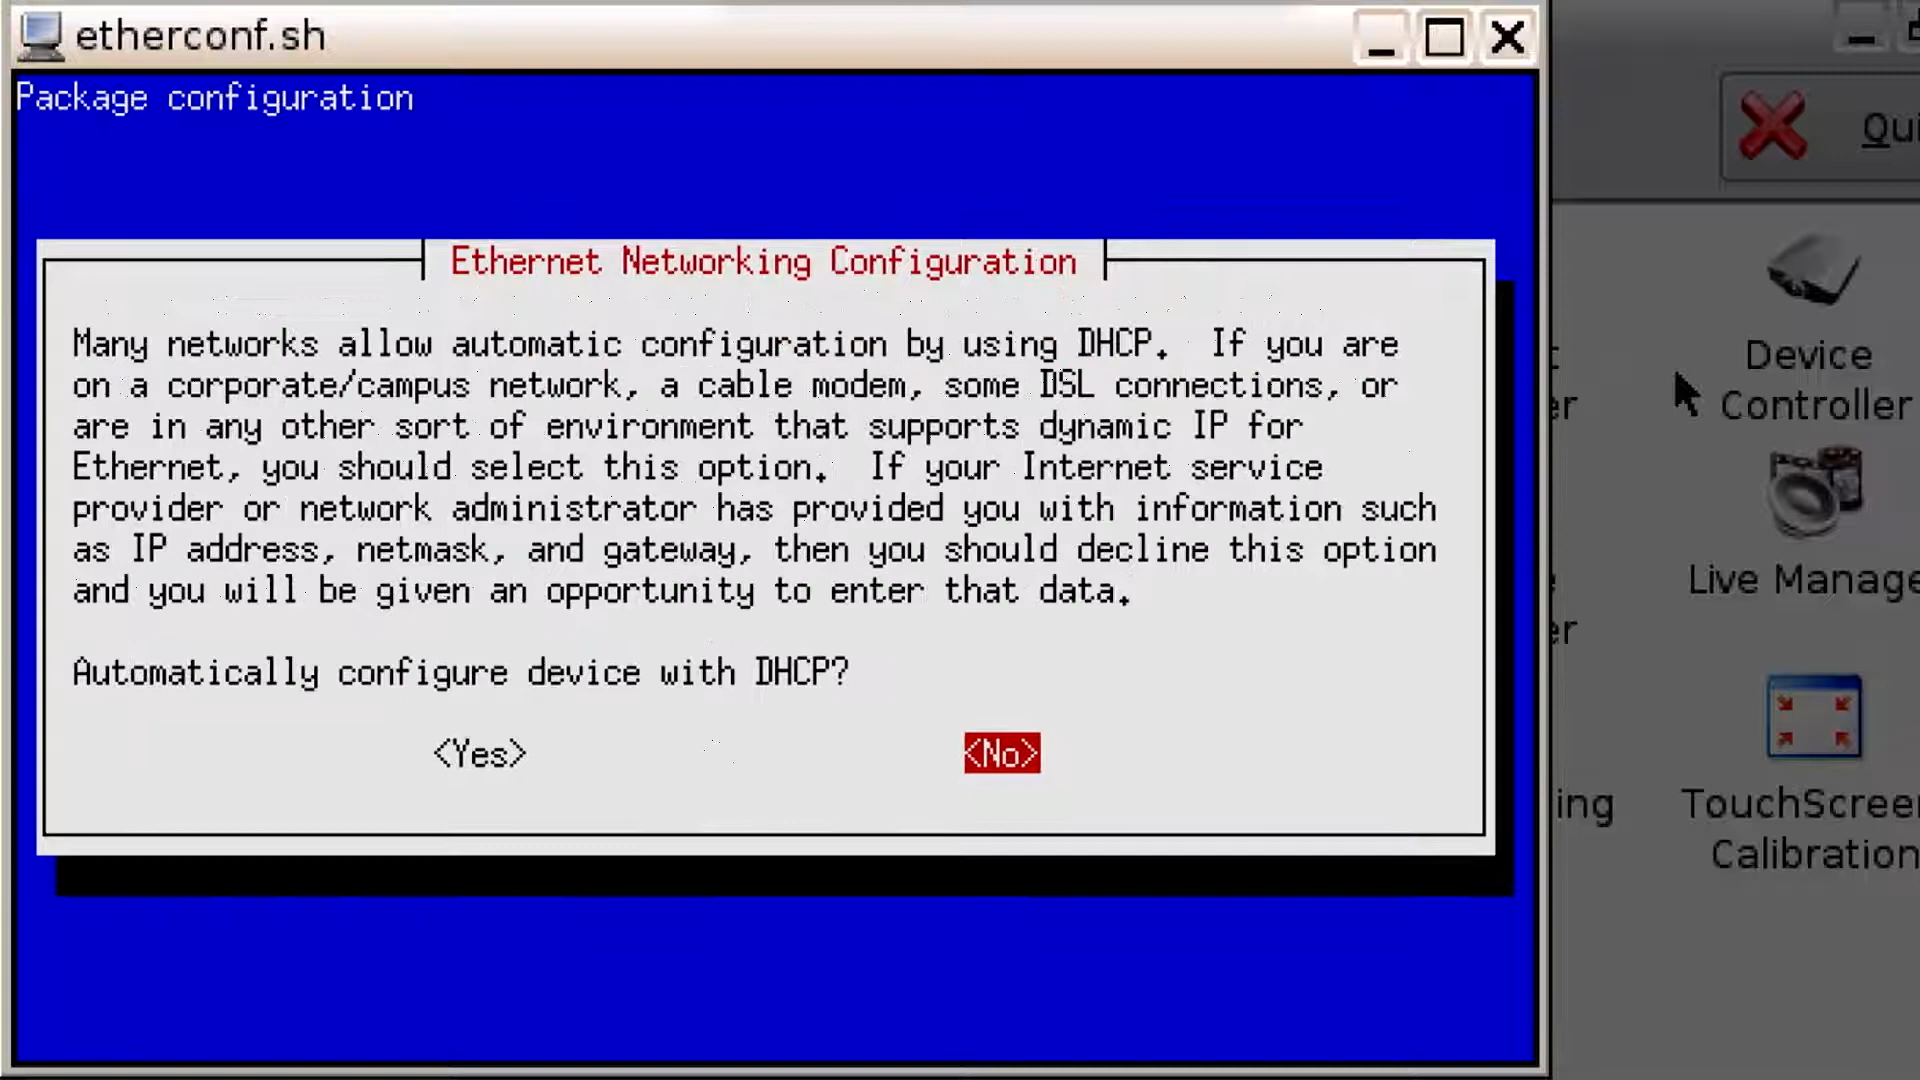 etherconf.sh
Package configuration
Ethernet Networking Configuration
Many networks allow automatic configuration by using DHCP.  If you are
on a corporate/campus network, a cable modem, some DSL connections, or
are in any other sort of environment that supports dynamic IP for
Ethernet, you should select this option.  If your Internet service
provider or network administrator has provided you with information such
as IP address, netmask, and gateway, then you should decline this option
and you will be given an opportunity to enter that data.
Automatically configure device with DHCP?
<Yes>
<No>
Device
Controller
Live Manage
TouchScreen
Calibration